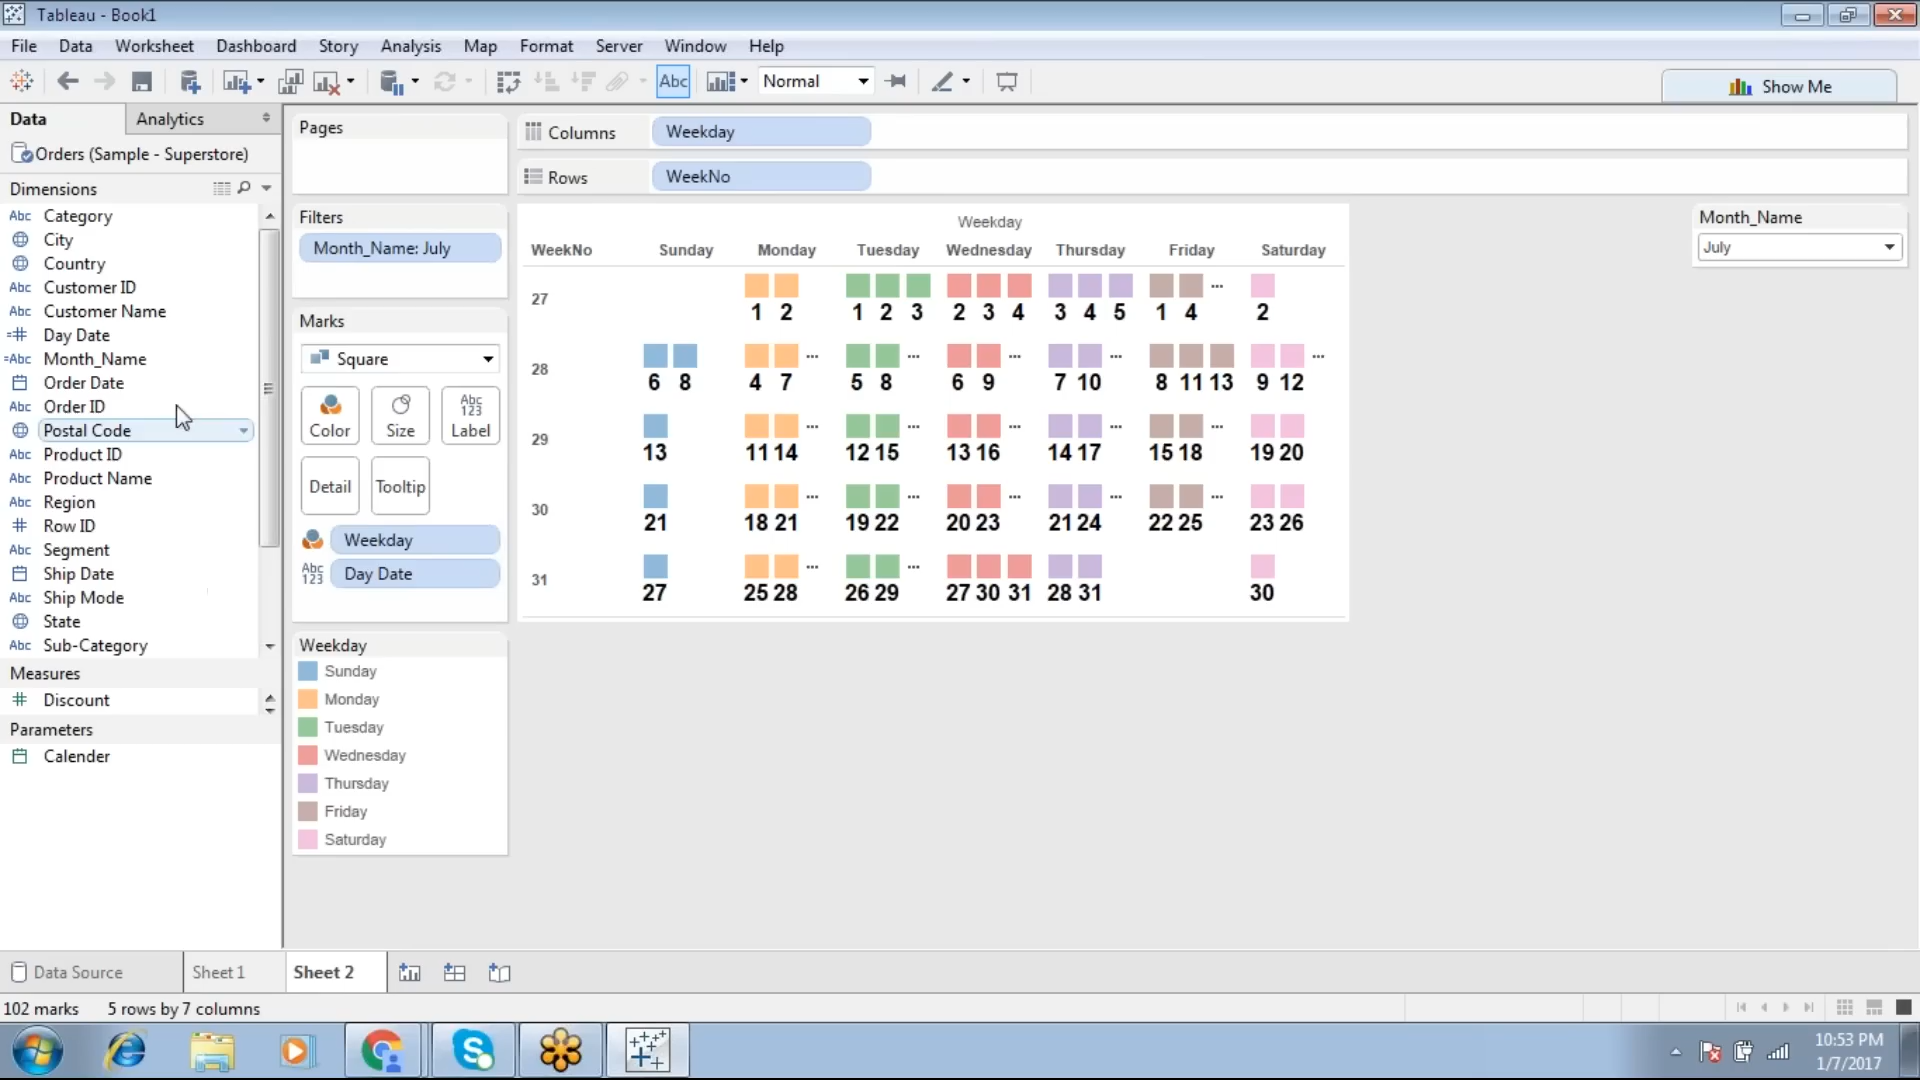 Tableau - Book1
File Data Worksheet Dashboard Story Analysis Map Format Server Window Help
Abc Normal Show Me
Data Analytics
Orders (Sample - Superstore)
Dimensions
Abc Category
City
Country
Abc Customer ID
Abc Customer Name
=# Day Date
=Abc Month_Name
Order Date
Abc Order ID
Postal Code
Abc Product ID
Abc Product Name
Abc Region
# Row ID
Abc Segment
Ship Date
Abc Ship Mode
State
Abc Sub-Category
Measures
# Discount
Parameters
Calender
Pages
Filters
Month_Name: July
Marks
Square
Color Size Abc 123 Label
Detail Tooltip
Weekday
Abc 123 Day Date
Weekday
Sunday
Monday
Tuesday
Wednesday
Thursday
Friday
Saturday
Columns Weekday
Rows WeekNo
Weekday
WeekNo Sunday Monday Tuesday Wednesday Thursday Friday Saturday
27 ...
1 2 1 2 3 2 3 4 3 4 5 1 4 2
28 ... ... ... ... ...
6 8 4 7 5 8 6 9 7 10 8 11 13 9 12
29 ... ... ... ... ...
13 11 14 12 15 13 16 14 17 15 18 19 20
30 ... ... ... ... ...
21 18 21 19 22 20 23 21 24 22 25 23 26
31 ... ...
27 25 28 26 29 27 30 31 28 31 30
Month_Name
July
Data Source Sheet 1 Sheet 2
102 marks 5 rows by 7 columns
10:53 PM
1/7/2017